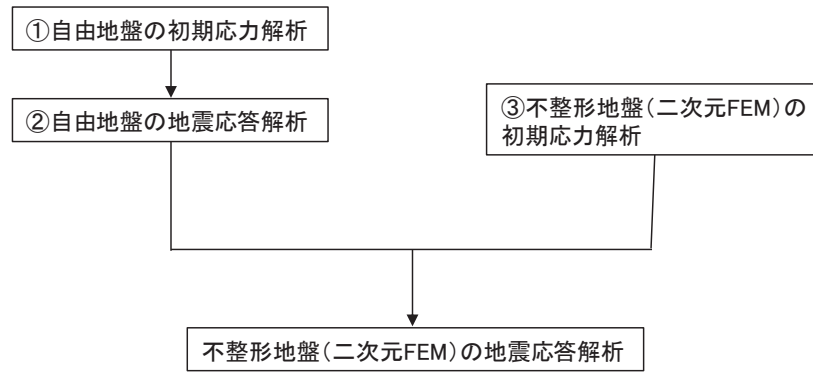 ①自由地盤の初期応力解析
②自由地盤の地震応答解析
③不整形地盤(二次元FEM)の
初期応力解析
不整形地盤(二次元FEM)の地震応答解析